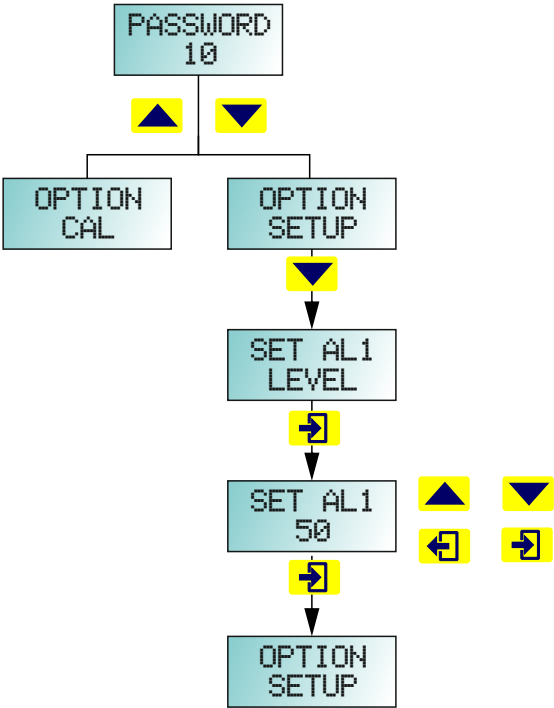 PASSWORD
10
OPTION
CAL
OPTION
SETUP
SET AL1
LEVEL
SET AL1
50
OPTION
SETUP